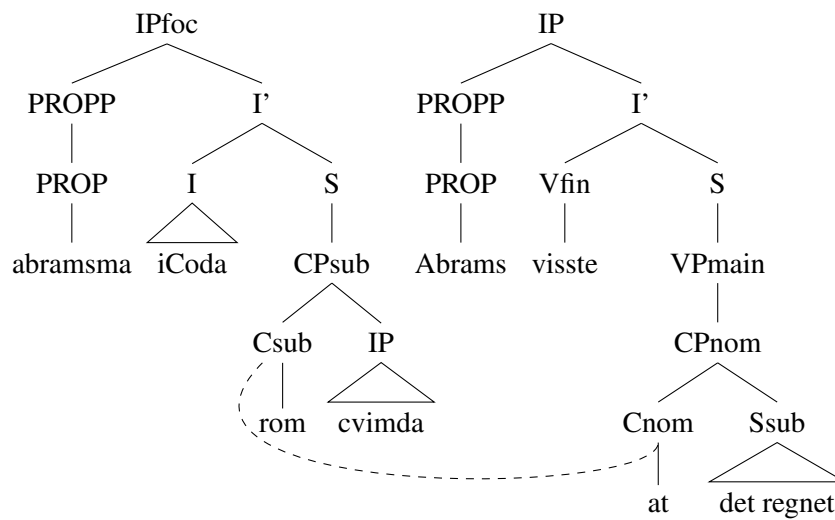 IPfoc IP
PROPP I’ PROPP I’
PROP I S PROP Vfin S
abramsma iCoda CPsub Abrams visste VPmain
Csub IP CPnom
rom cvimda Cnom Ssub
at det regnet